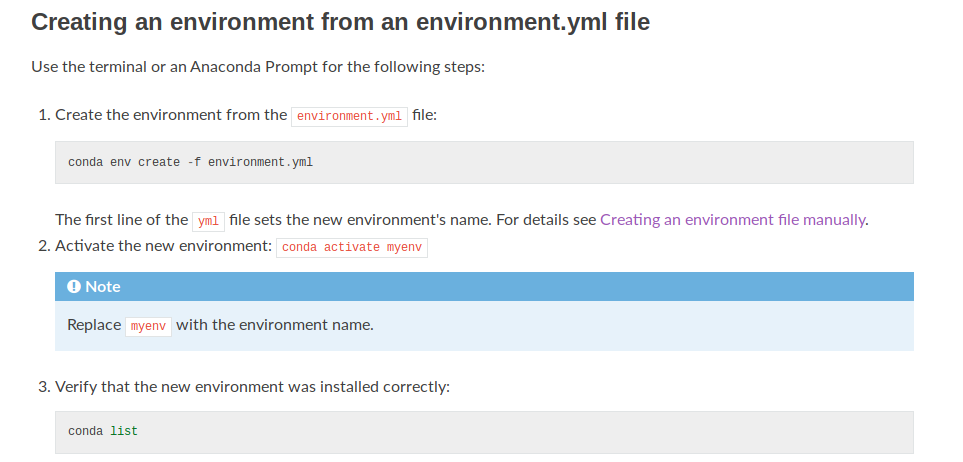 Creating an environment from an environment.yml file
Use the terminal or an Anaconda Prompt for the following steps:
1. Create the environment from the environment.yml file:
conda env create -f environment.yml
The first line of the yml file sets the new environment's name. For details see Creating an environment file manually.
2. Activate the new environment: conda activate myenv
Note
Replace myenv with the environment name.
3. Verify that the new environment was installed correctly:
conda list